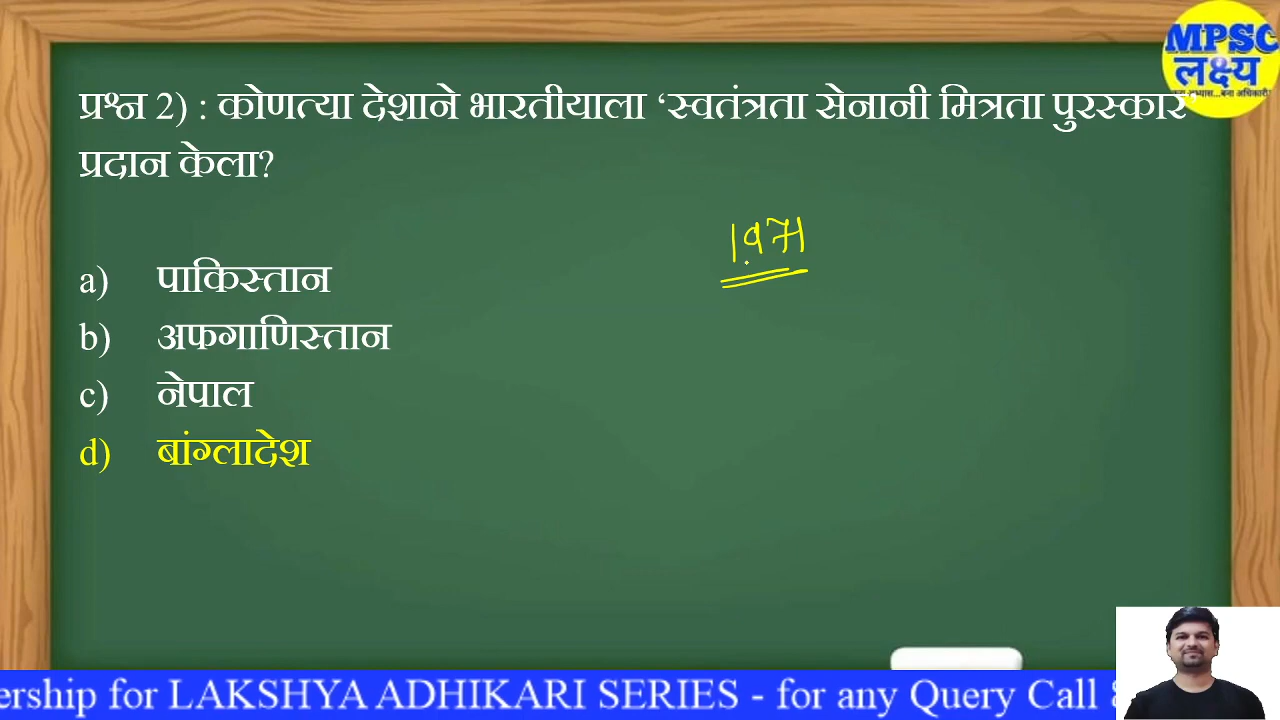 MPSC
लक्ष्य
प्रश्न 2) : कोणत्या देशाने भारतीयाला ‘स्वतंत्रता सेनानी मित्रता पुरस्कार’
प्रदान केला?
1971
a) पाकिस्तान
b) अफगाणिस्तान
c) नेपाल
d) बांग्लादेश
ership for LAKSHYA ADHIKARI SERIES - for any Query Call